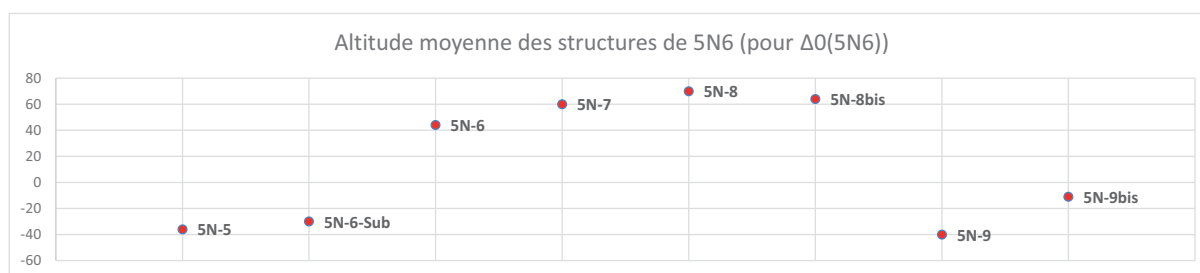 Altitude moyenne des structures de 5N6 (pour Δ0(5N6))
80
60
40
20
0
-20
-40
-60
5N-5
5N-6-Sub
5N-6
5N-7
5N-8
5N-8bis
5N-9
5N-9bis